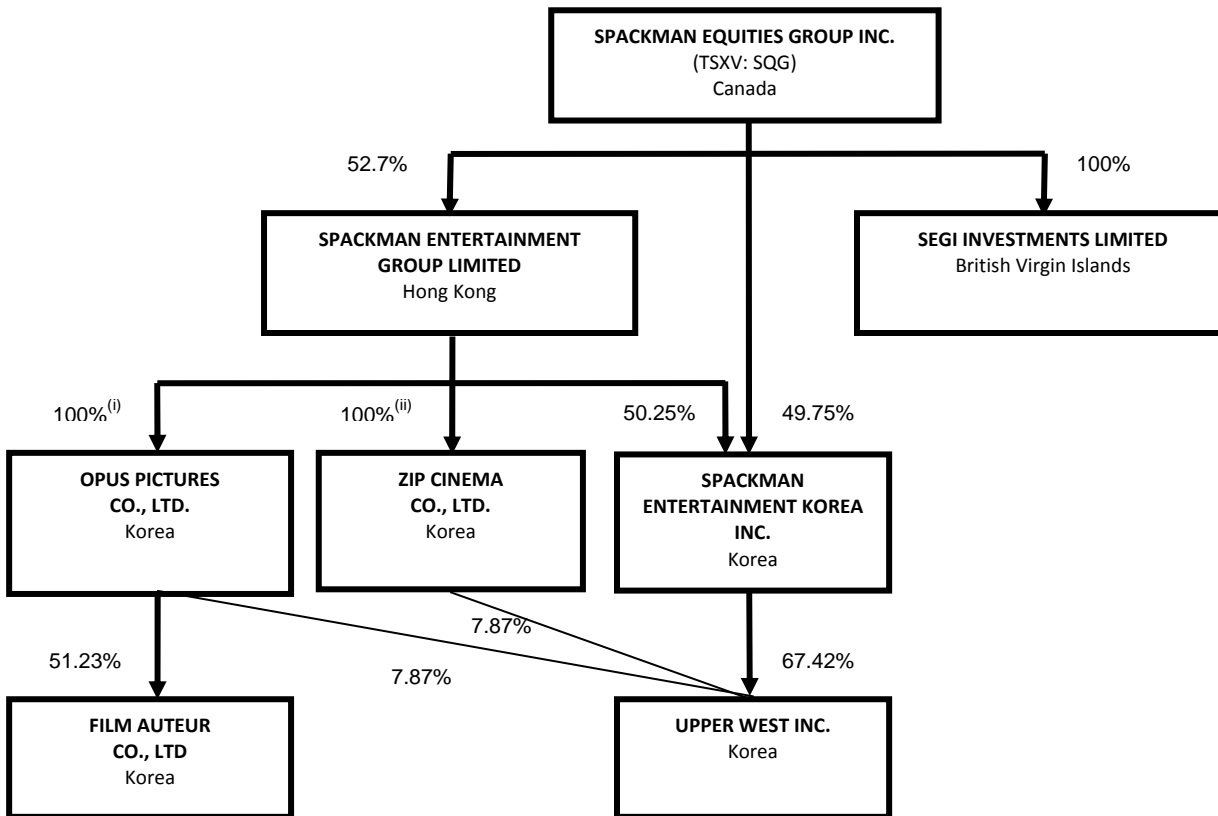 SPACKMAN EQUITIES GROUP INC.
(TSXV: SQG)
Canada
52.7%
100%
SPACKMAN ENTERTAINMENT
GROUP LIMITED
Hong Kong
SEGI INVESTMENTS LIMITED
British Virgin Islands
100%(i)
100%(ii)
50.25%
49.75%
OPUS PICTURES
CO., LTD.
Korea
ZIP CINEMA
CO., LTD.
Korea
SPACKMAN
ENTERTAINMENT KOREA
INC.
Korea
51.23%
7.87%
7.87%
67.42%
FILM AUTEUR
CO., LTD
Korea
UPPER WEST INC.
Korea